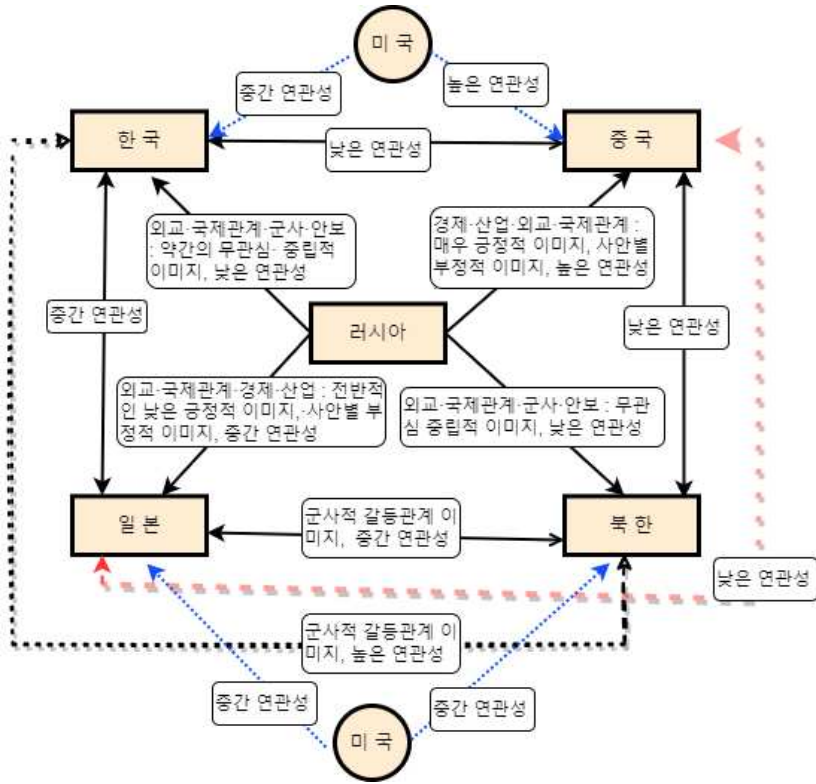 미 국
중간 연관성
높은 연관성
한 국
중 국
낮은 연관성
외교·국제관계·군사·안보
: 약간의 무관심· 중립적
이미지, 낮은 연관성
경제·산업·외교·국제관계 :
매우 긍정적 이미지, 사안별
부정적 이미지, 높은 연관성
중간 연관성
러시아
낮은 연관성
외교·국제관계·경제·산업 : 전반적
인 낮은 긍정적 이미지,·사안별 부
정적 이미지, 중간 연관성
외교·국제관계·군사·안보 : 무관
심 중립적 이미지, 낮은 연관성
일 본
군사적 갈등관계 이
미지, 중간 연관성
북 한
낮은 연관성
군사적 갈등관계 이
미지, 높은 연관성
중간 연관성
중간 연관성
미 국